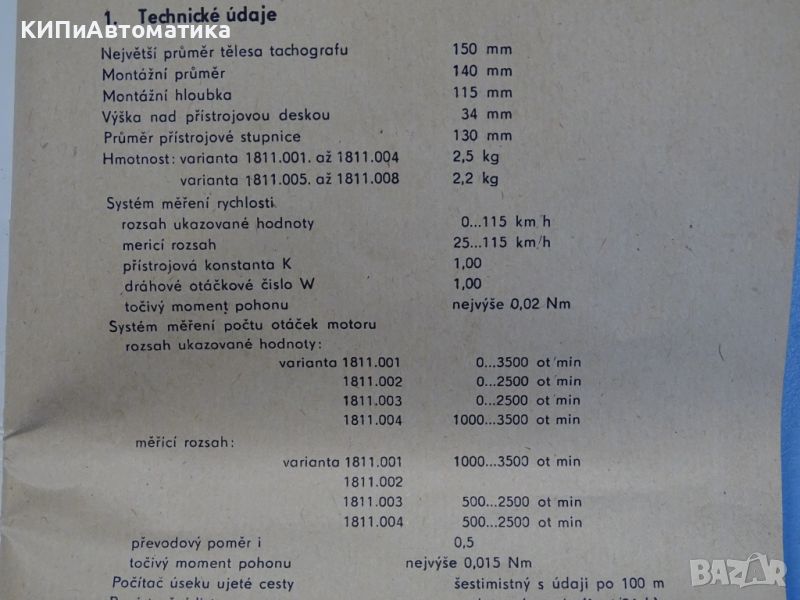 КИПиАвтоматика
1. Technické údaje
Největší průměr tělesa tachografu 150 mm
Montážní průměr 140 mm
Montážní hloubka 115 mm
Výška nad přístrojovou deskou 34 mm
Průměr přístrojové stupnice 130 mm
Hmotnost: varianta 1811.001. až 1811.004 2,5 kg
varianta 1811.005. až 1811.008 2,2 kg
Systém měření rychlosti
rozsah ukazované hodnoty 0...115 km h
mericí rozsah 25...115 km/h
přístrojová konstanta K 1,00
dráhové otáčkové čislo W 1,00
točivý moment pohonu nejvýše 0,02 Nm
Systém měření počtu otáček motoru
rozsah ukazované hodnoty:
varianta 1811.001 0...3500 ot min
1811.002 0...2500 ot min
1811.003 0...2500 ot min
1811.004 1000...3500 ot min
měřicí rozsah:
varianta 1811.001 1000...3500 ot min
1811.002
1811.003 500...2500 ot min
1811.004 500...2500 ot min
převodový poměr i 0,5
točivý moment pohonu nejvýše 0,015 Nm
Počítač úseku ujeté cesty šestimistný s údaji po 100 m
BAZAR